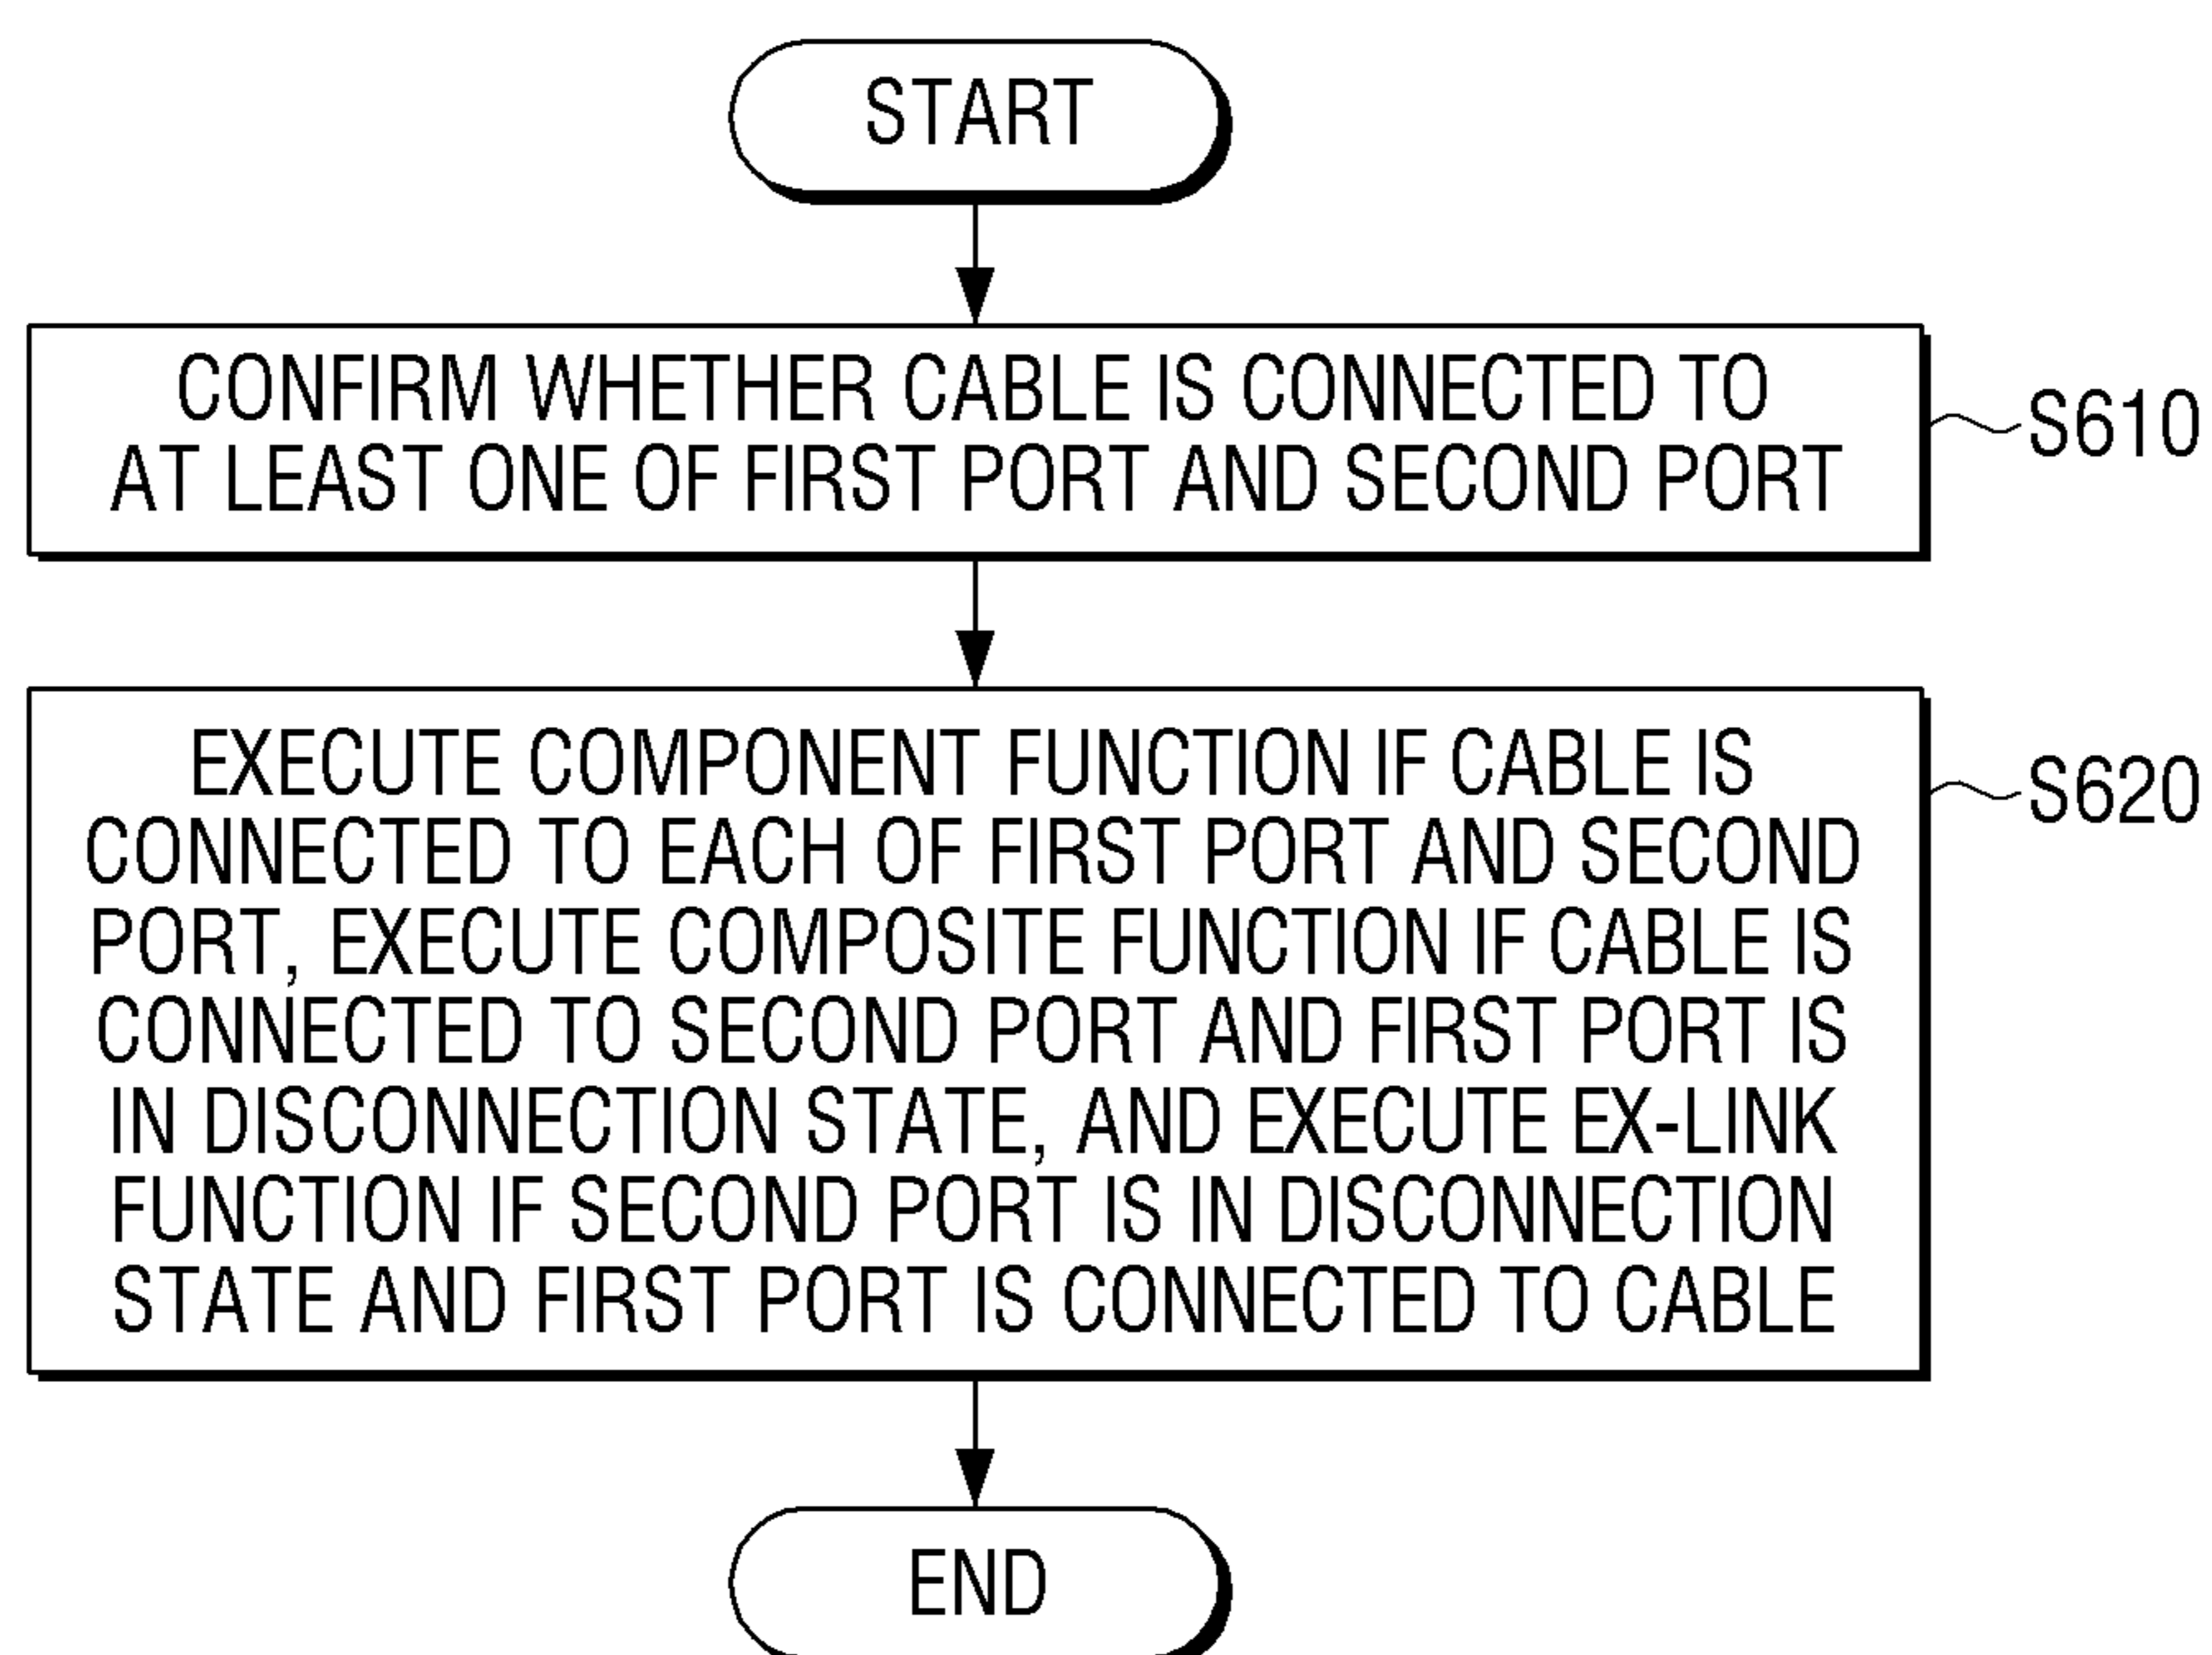 START
CONFIRM WHETHER CABLE IS CONNECTED TO
AT LEAST ONE OF FIRST PORT AND SECOND PORT
S610
EXECUTE COMPONENT FUNCTION IF CABLE IS
CONNECTED TO EACH OF FIRST PORT AND SECOND
PORT, EXECUTE COMPOSITE FUNCTION IF CABLE IS
CONNECTED TO SECOND PORT AND FIRST PORT IS
IN DISCONNECTION STATE, AND EXECUTE EX-LINK
FUNCTION IF SECOND PORT IS IN DISCONNECTION
STATE AND FIRST PORT IS CONNECTED TO CABLE
S620
END